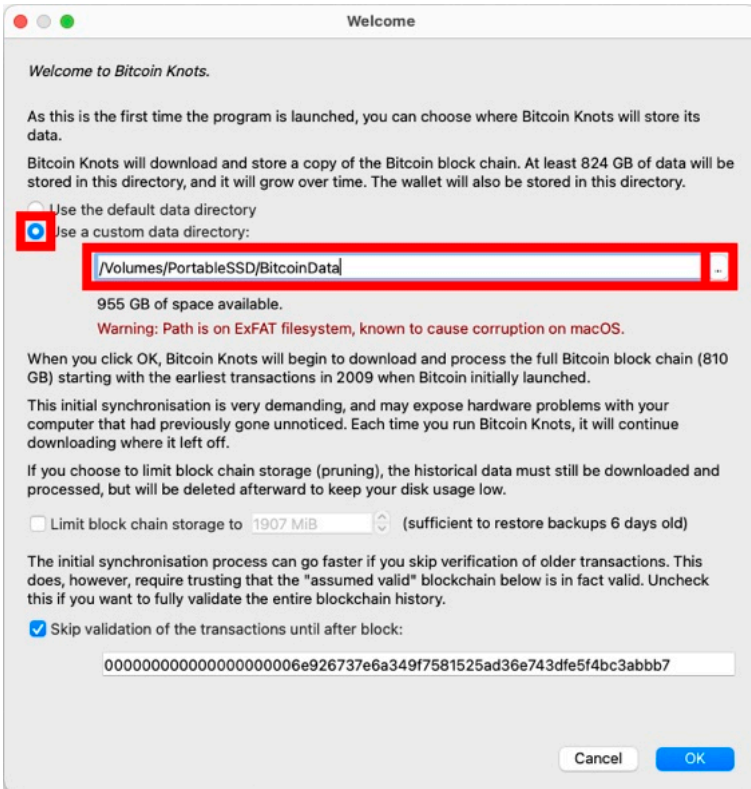 Welcome
Welcome to Bitcoin Knots.
As this is the first time the program is launched, you can choose where Bitcoin Knots will store its
data.
Bitcoin Knots will download and store a copy of the Bitcoin block chain. At least 824 GB of data will be
stored in this directory, and it will grow over time. The wallet will also be stored in this directory.
Use the default data directory
Use a custom data directory:
/Volumes/PortableSSD/BitcoinData
...
955 GB of space available.
Warning: Path is on ExFAT filesystem, known to cause corruption on macOS.
When you click OK, Bitcoin Knots will begin to download and process the full Bitcoin block chain (810
GB) starting with the earliest transactions in 2009 when Bitcoin initially launched.
This initial synchronisation is very demanding, and may expose hardware problems with your
computer that had previously gone unnoticed. Each time you run Bitcoin Knots, it will continue
downloading where it left off.
If you choose to limit block chain storage (pruning), the historical data must still be downloaded and
processed, but will be deleted afterward to keep your disk usage low.
Limit block chain storage to 1907 MiB (sufficient to restore backups 6 days old)
The initial synchronisation process can go faster if you skip verification of older transactions. This
does, however, require trusting that the "assumed valid" blockchain below is in fact valid. Uncheck
this if you want to fully validate the entire blockchain history.
Skip validation of the transactions until after block:
00000000000000000006e926737e6a349f7581525ad36e743dfe5f4bc3abbb7
Cancel
OK